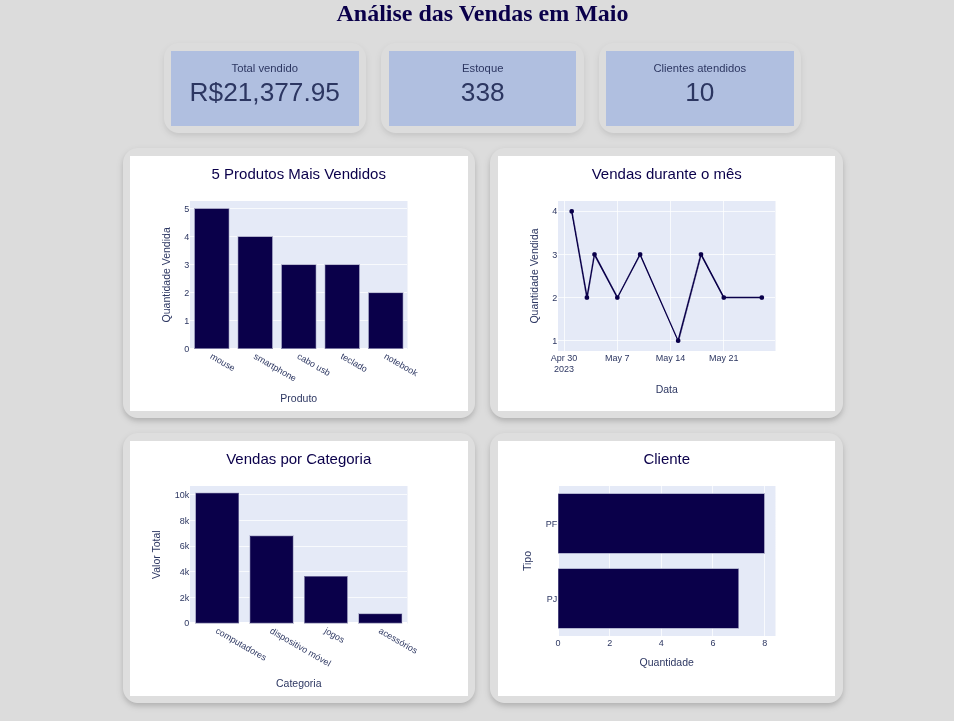 Análise das Vendas em Maio
Total vendido
R$21,377.95
Estoque
338
Clientes atendidos
10
5 Produtos Mais Vendidos
Quantidade Vendida
5
4
3
2
1
0
mouse
smartphone
cabo usb
teclado
notebook
Produto
Vendas durante o mês
Quantidade Vendida
4
3
2
1
Apr 30
2023
May 7
May 14
May 21
Data
Vendas por Categoria
Valor Total
10k
8k
6k
4k
2k
0
computadores
dispositivo móvel
jogos
acessórios
Categoria
Cliente
Tipo
PF
PJ
0
2
4
6
8
Quantidade